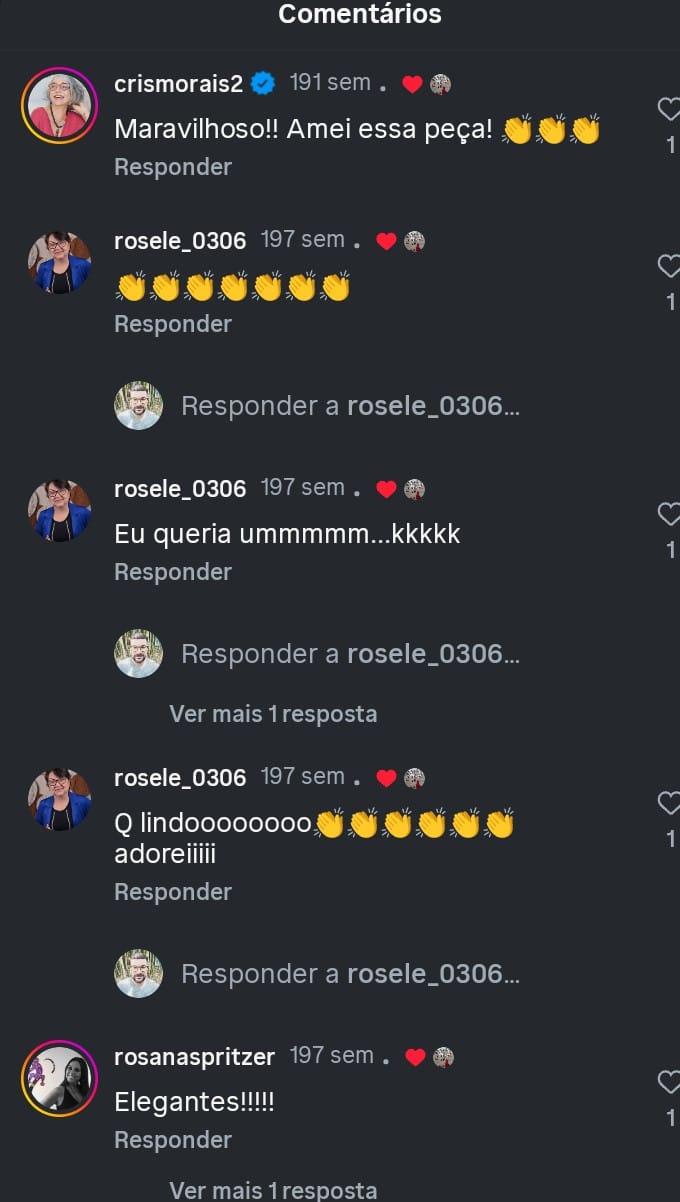 Comentários
crismorais2 191 sem . ❤️
Maravilhoso!! Amei essa peça! 👏👏👏
1
Responder
rosele_0306 197 sem . ❤️
👏👏👏👏👏👏👏
1
Responder
Responder a rosele_0306...
rosele_0306 197 sem . ❤️
Eu queria ummmmm...kkkkk
1
Responder
Responder a rosele_0306...
Ver mais 1 resposta
rosele_0306 197 sem . ❤️
Q lindoooooooo👏👏👏👏👏👏
1
adoreiiiii
Responder
Responder a rosele_0306...
rosanaspritzer 197 sem . ❤️
Elegantes!!!!!
1
Responder
Ver mais 1 resposta